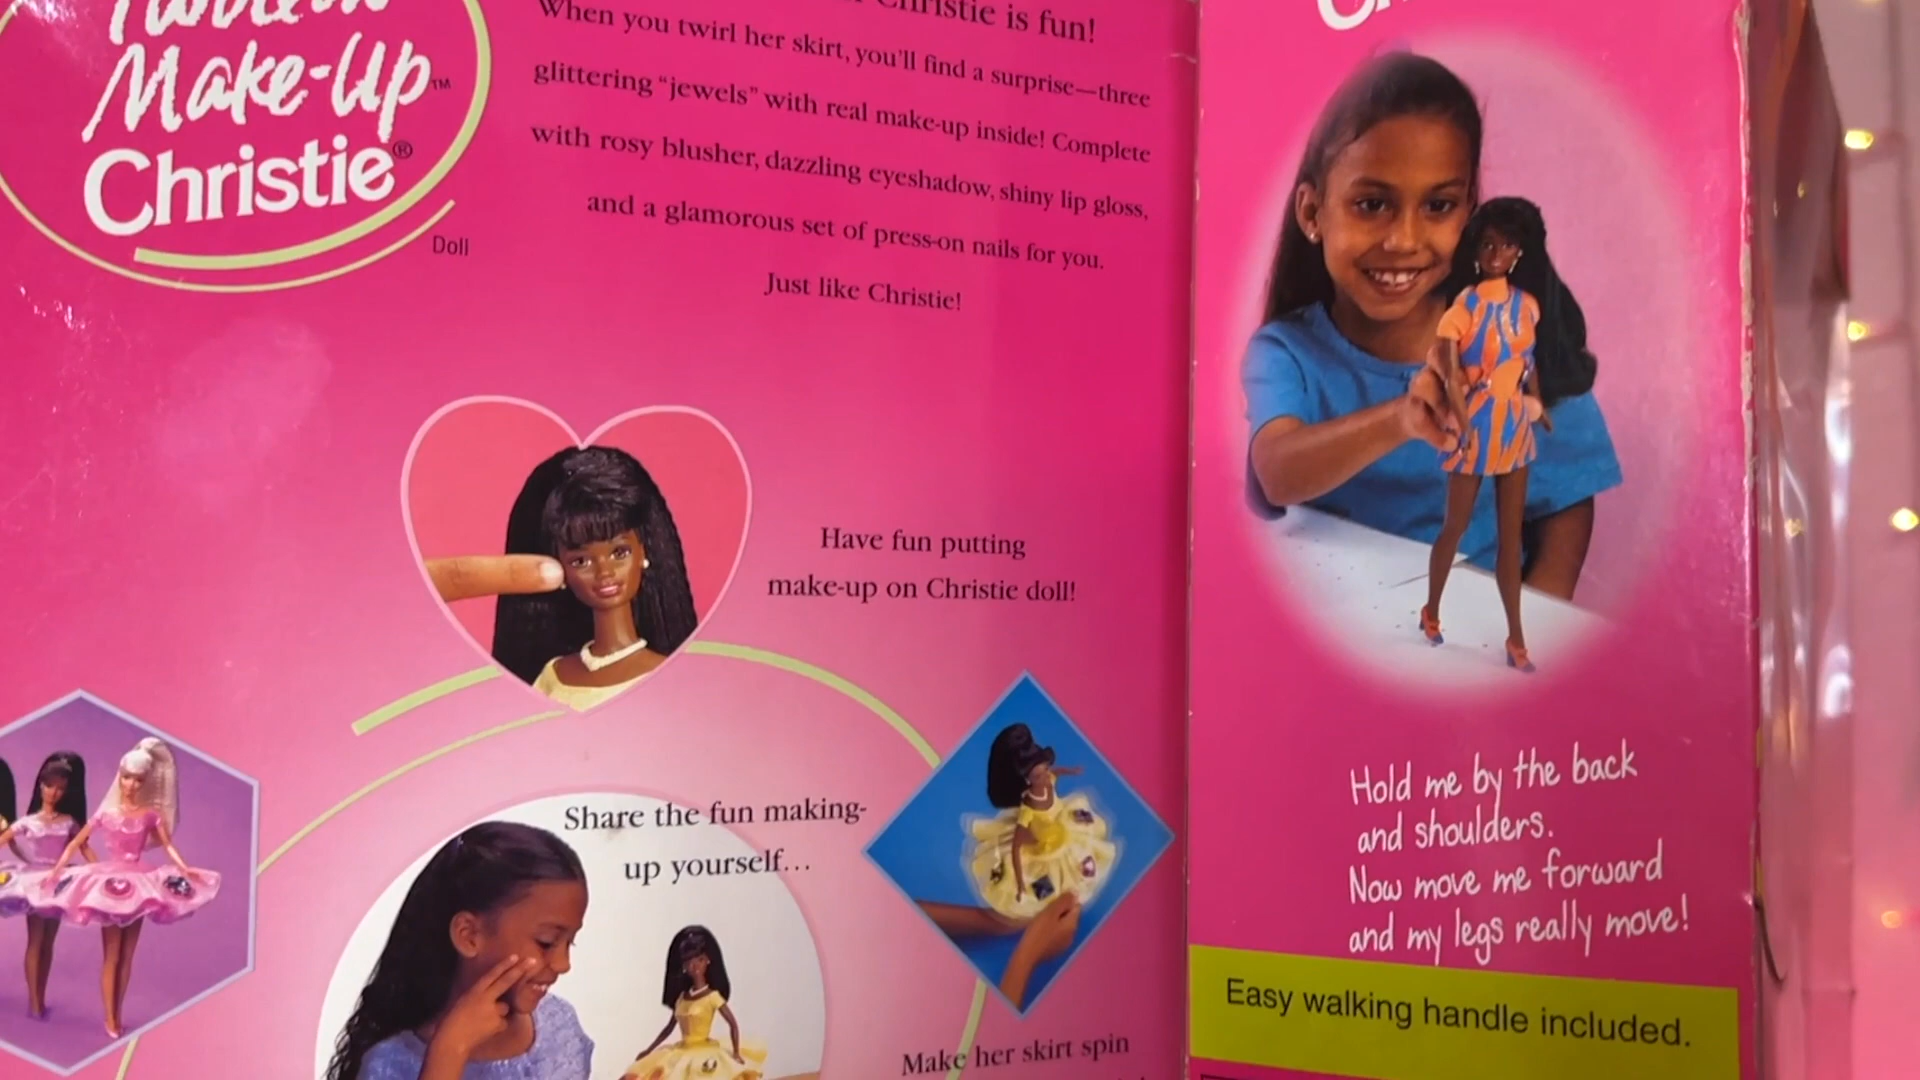 Make-Up™
Christie®
Doll
Christie is fun!
When you twirl her skirt, you'll find a surprise—three
glittering "jewels" with real make-up inside! Complete
with rosy blusher, dazzling eyeshadow, shiny lip gloss,
and a glamorous set of press-on nails for you.
Just like Christie!
Have fun putting
make-up on Christie doll!
Share the fun making-
up yourself...
Make her skirt spin
Hold me by the back
and shoulders.
Now move me forward
and my legs really move!
Easy walking handle included.